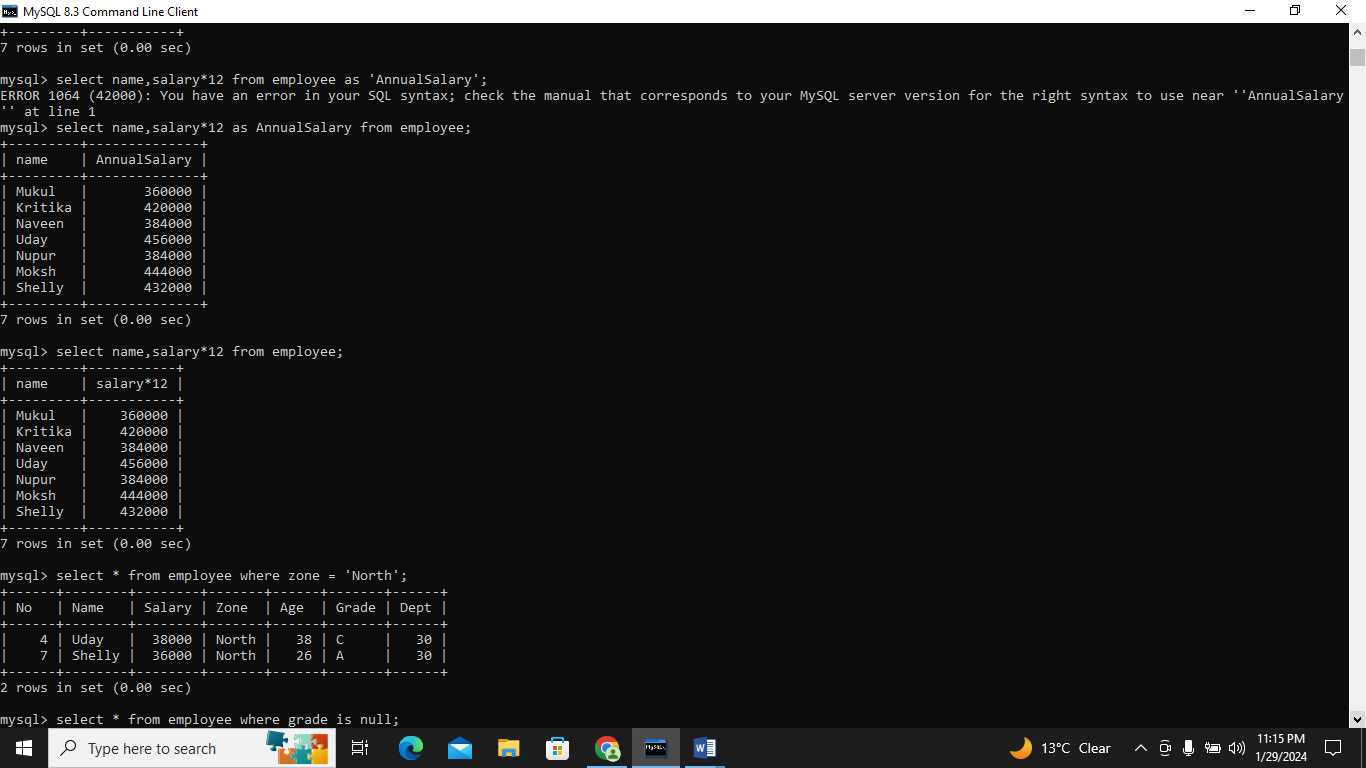 MySQL 8.3 Command Line Client
+---------+-----------+
7 rows in set (0.00 sec)
mysql> select name,salary*12 from employee as 'AnnualSalary';
ERROR 1064 (42000): You have an error in your SQL syntax; check the manual that corresponds to your MySQL server version for the right syntax to use near ''AnnualSalary
'' at line 1
mysql> select name,salary*12 as AnnualSalary from employee;
+---------+--------------+
| name    | AnnualSalary |
+---------+--------------+
| Mukul   |       360000 |
| Kritika |       420000 |
| Naveen  |       384000 |
| Uday    |       456000 |
| Nupur   |       384000 |
| Moksh   |       444000 |
| Shelly  |       432000 |
+---------+--------------+
7 rows in set (0.00 sec)
mysql> select name,salary*12 from employee;
+---------+-----------+
| name    | salary*12 |
+---------+-----------+
| Mukul   |    360000 |
| Kritika |    420000 |
| Naveen  |    384000 |
| Uday    |    456000 |
| Nupur   |    384000 |
| Moksh   |    444000 |
| Shelly  |    432000 |
+---------+-----------+
7 rows in set (0.00 sec)
mysql> select * from employee where zone = 'North';
+------+--------+--------+-------+------+-------+------+
| No   | Name   | Salary | Zone  | Age  | Grade | Dept |
+------+--------+--------+-------+------+-------+------+
|    4 | Uday   |  38000 | North |   38 | C     |   30 |
|    7 | Shelly |  36000 | North |   26 | A     |   30 |
+------+--------+--------+-------+------+-------+------+
2 rows in set (0.00 sec)
mysql> select * from employee where grade is null;
Type here to search
MySQL
13°C Clear
11:15 PM
1/29/2024